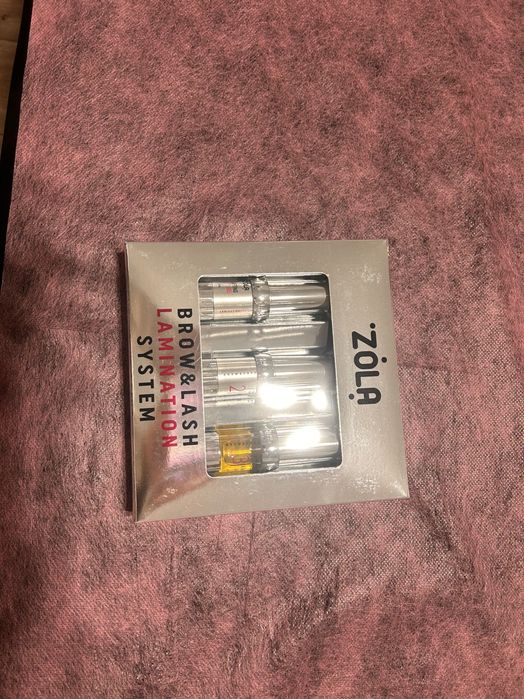 ZOLA
2
BROW&LASH
LAMINATION
SYSTEM